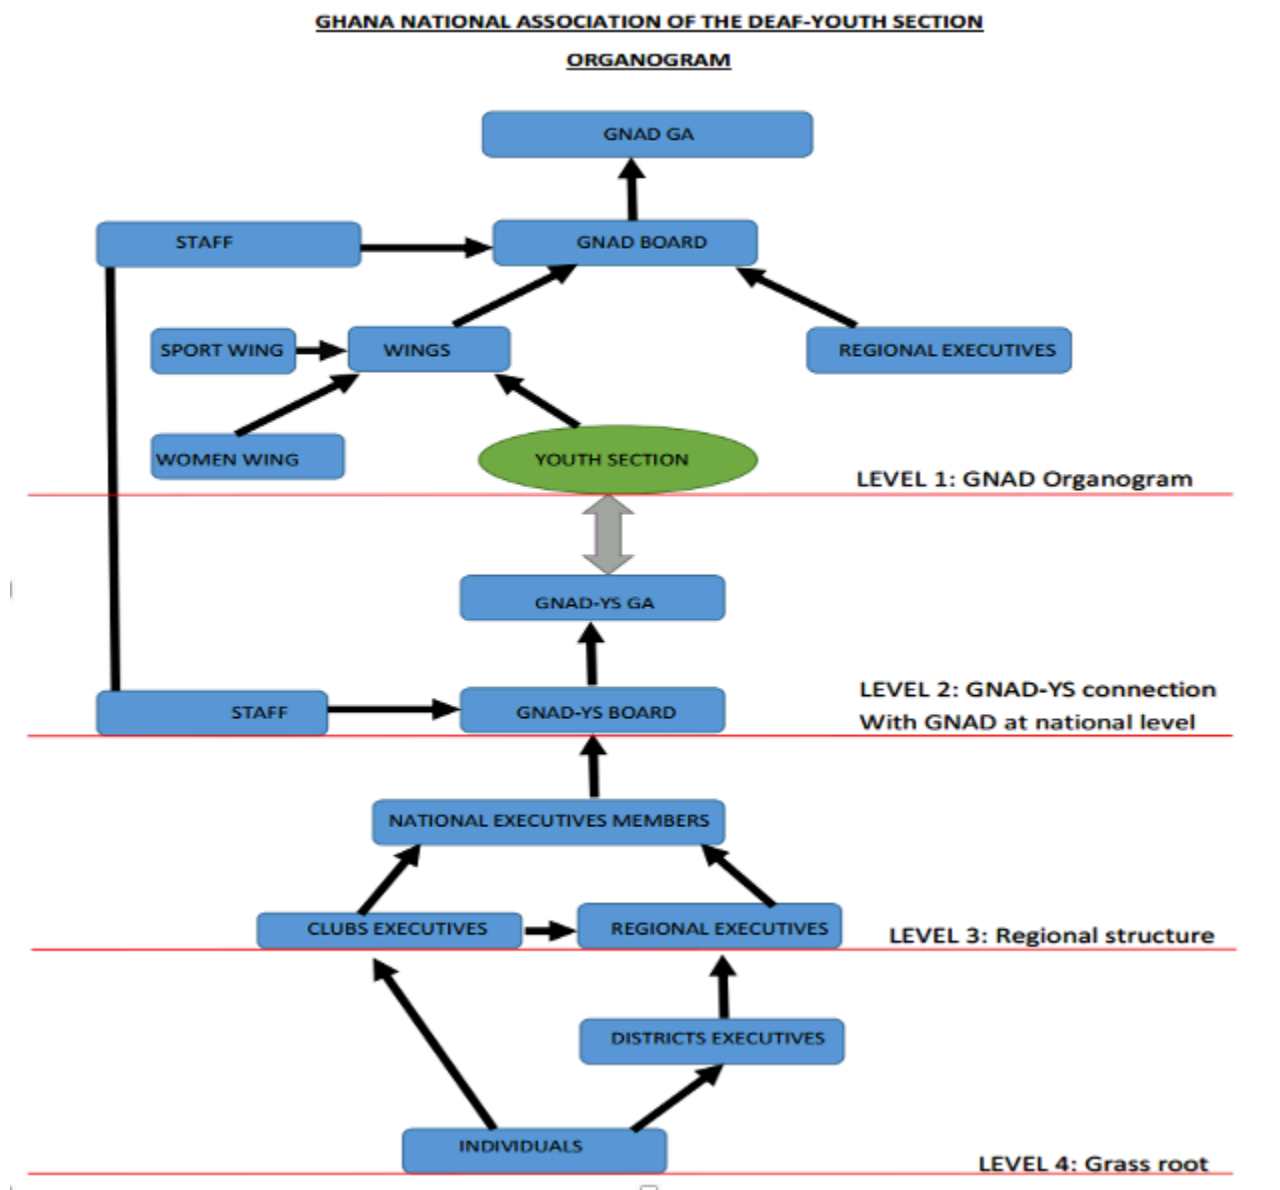 GHANA NATIONAL ASSOCIATION OF THE DEAF-YOUTH SECTION
ORGANOGRAM
GNAD GA
STAFF
GNAD BOARD
SPORT WING
WINGS
REGIONAL EXECUTIVES
WOMEN WING
YOUTH SECTION
LEVEL 1: GNAD Organogram
GNAD-YS GA
LEVEL 2: GNAD-YS connection
With GNAD at national level
STAFF
GNAD-YS BOARD
NATIONAL EXECUTIVES MEMBERS
CLUBS EXECUTIVES
REGIONAL EXECUTIVES
LEVEL 3: Regional structure
DISTRICTS EXECUTIVES
INDIVIDUALS
LEVEL 4: Grass root